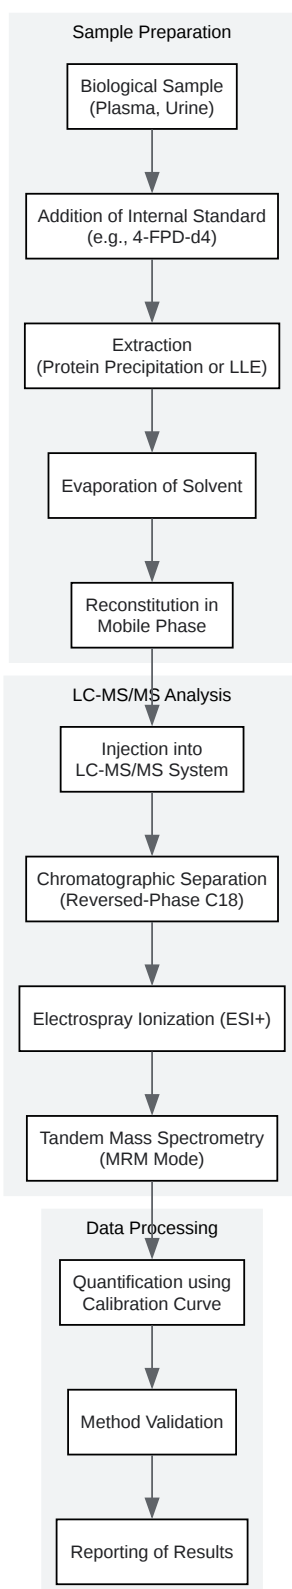 Sample Preparation
Biological Sample
(Plasma, Urine)
Addition of Internal Standard
(e.g., 4-FPD-d4)
Extraction
(Protein Precipitation or LLE)
Evaporation of Solvent
Reconstitution in
Mobile Phase
LC-MS/MS Analysis
Injection into
LC-MS/MS System
Chromatographic Separation
(Reversed-Phase C18)
Electrospray Ionization (ESI+)
Tandem Mass Spectrometry
(MRM Mode)
Data Processing
Quantification using
Calibration Curve
Method Validation
Reporting of Results